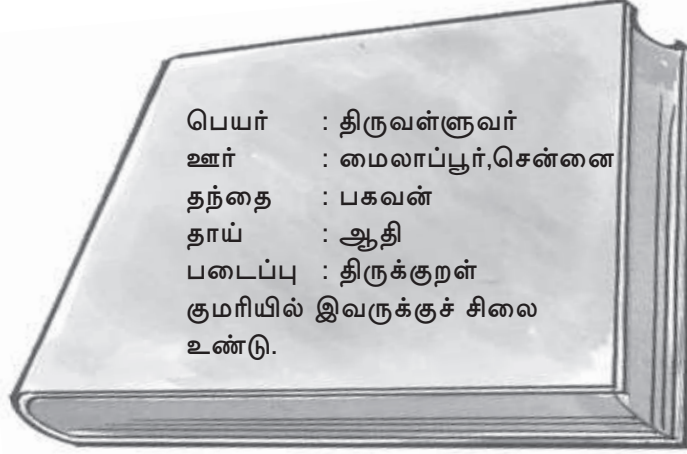 பெயர் : திருவள்ளுவர்
ஊர் : மைலாப்பூர்,சென்னை
தந்தை : பகவன்
தாய் : ஆதி
படைப்பு : திருக்குறள்
குமரியில் இவருக்குச் சிலை
உண்டு.